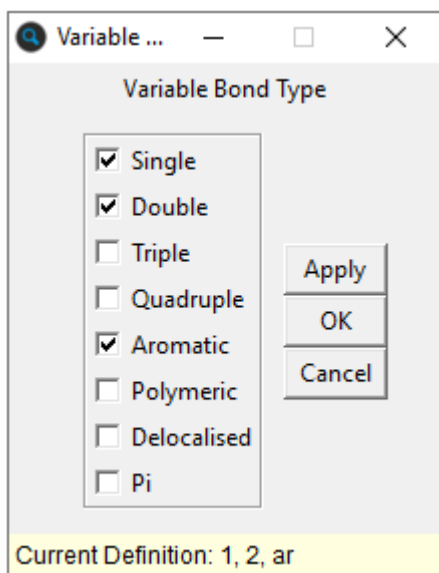 Variable ...
Variable Bond Type
Single
Double
Triple
Quadruple
Aromatic
Polymeric
Delocalised
Pi
Apply
OK
Cancel
Current Definition: 1, 2, ar